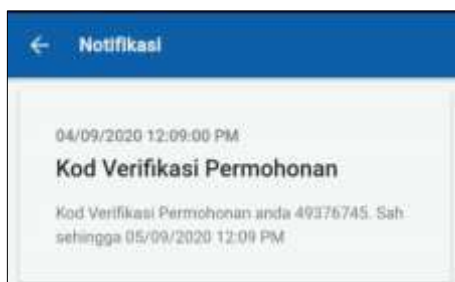 Notifikasi
04/09/2020 12:09:00 PM
Kod Verifikasi Permohonan
Kod Verifikasi Permohonan anda 49376745. Sah
sehingga 05/09/2020 12:09 PM